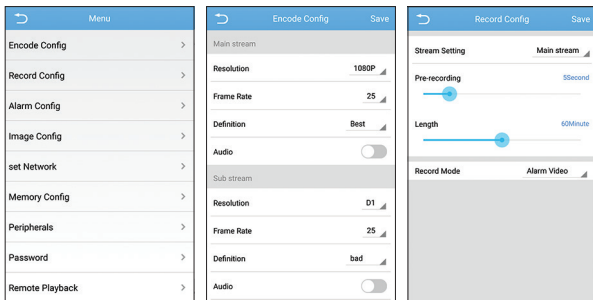 Menu
Encode Config
Record Config
Alarm Config
Image Config
set Network
Memory Config
Peripherals
Password
Remote Playback
Encode Config Save
Main stream
Resolution 1080P
Frame Rate 25
Definition Best
Audio
Sub stream
Resolution D1
Frame Rate 25
Definition bad
Audio
Record Config Save
Stream Setting Main stream
Pre-recording 5Second
Length 60Minute
Record Mode Alarm Video